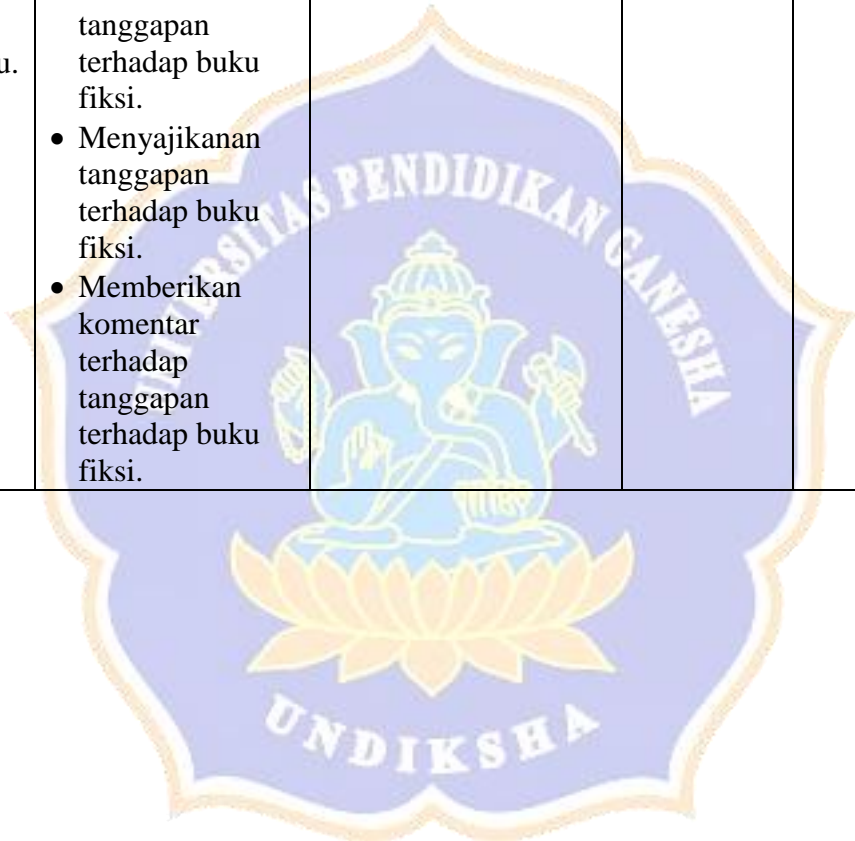 tanggapan
u. terhadap buku
fiksi.
• Menyajikanan
tanggapan
terhadap buku
fiksi.
• Memberikan
komentar
terhadap
tanggapan
terhadap buku
fiksi.
UNIVERSITAS PENDIDIKAN GANESHA
UNDIKSHA